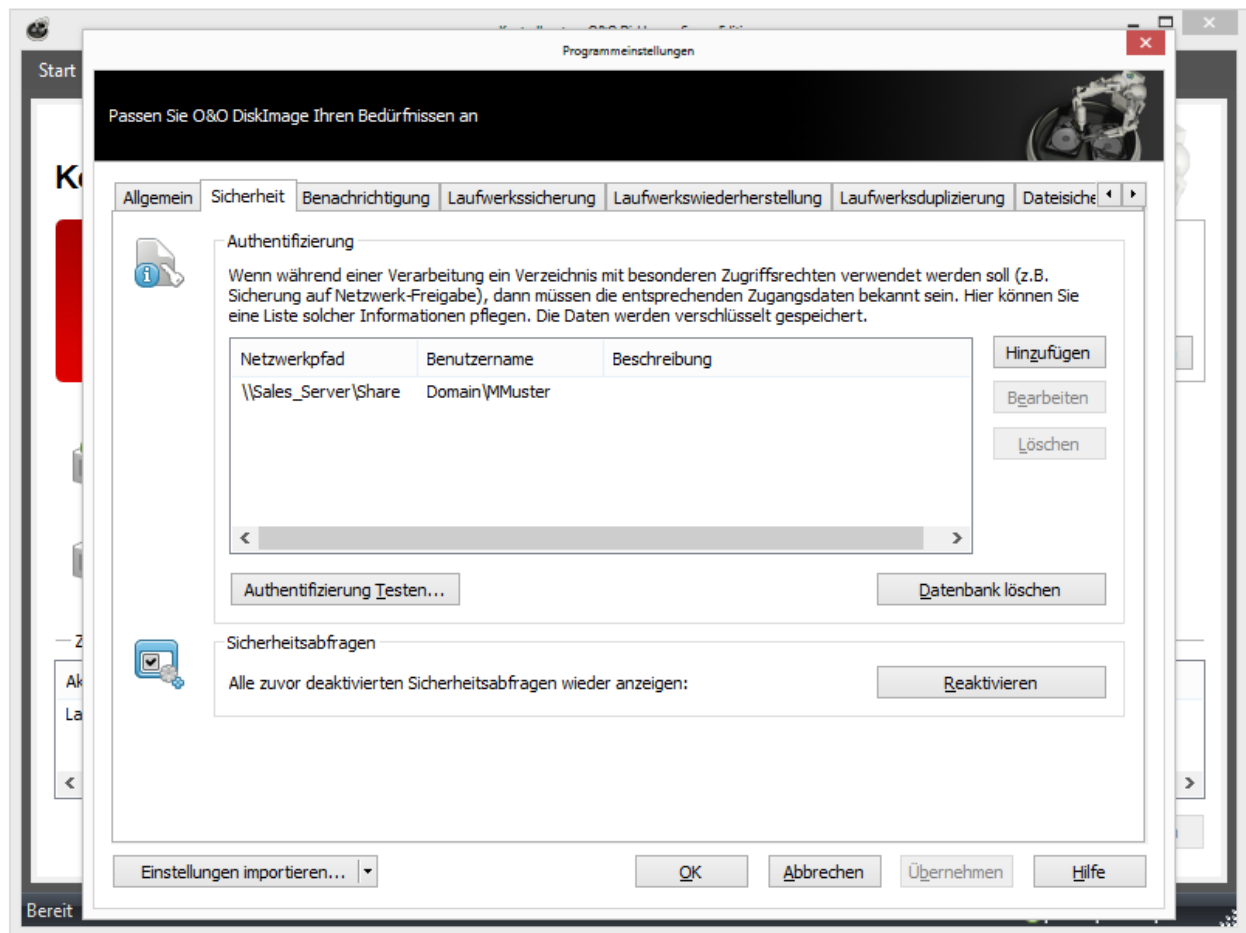 Programmeinstellungen
Start
Passen Sie O&O DiskImage Ihren Bedürfnissen an
Allgemein Sicherheit Benachrichtigung Laufwerkssicherung Laufwerkswiederherstellung Laufwerksduplizierung Dateisiche
Authentifizierung
Wenn während einer Verarbeitung ein Verzeichnis mit besonderen Zugriffsrechten verwendet werden soll (z.B.
Sicherung auf Netzwerk-Freigabe), dann müssen die entsprechenden Zugangsdaten bekannt sein. Hier können Sie
eine Liste solcher Informationen pflegen. Die Daten werden verschlüsselt gespeichert.
Netzwerkpfad Benutzername Beschreibung
\\Sales_Server\Share Domain\MMuster
Hinzufügen
Bearbeiten
Löschen
Authentifizierung Testen... Datenbank löschen
Sicherheitsabfragen
Alle zuvor deaktivierten Sicherheitsabfragen wieder anzeigen: Reaktivieren
Einstellungen importieren... OK Abbrechen Übernehmen Hilfe
Bereit